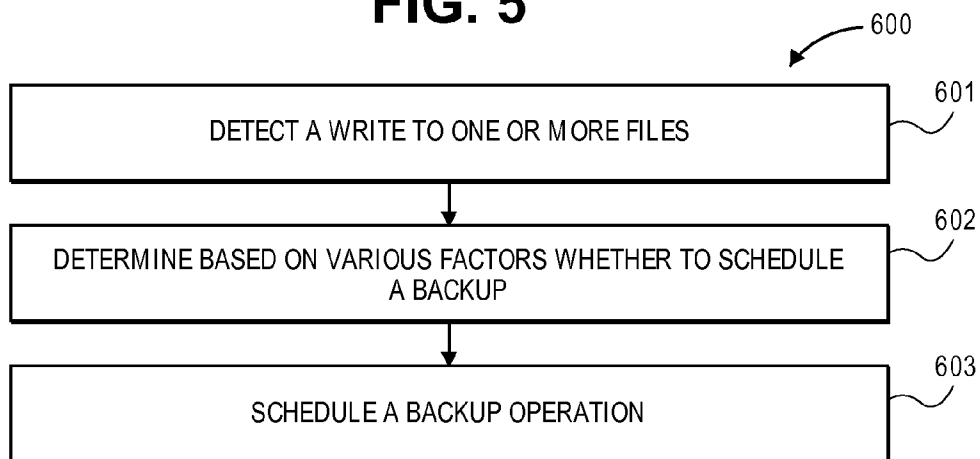 FIG. 5
600
601
DETECT A WRITE TO ONE OR MORE FILES
602
DETERMINE BASED ON VARIOUS FACTORS WHETHER TO SCHEDULE
A BACKUP
603
SCHEDULE A BACKUP OPERATION